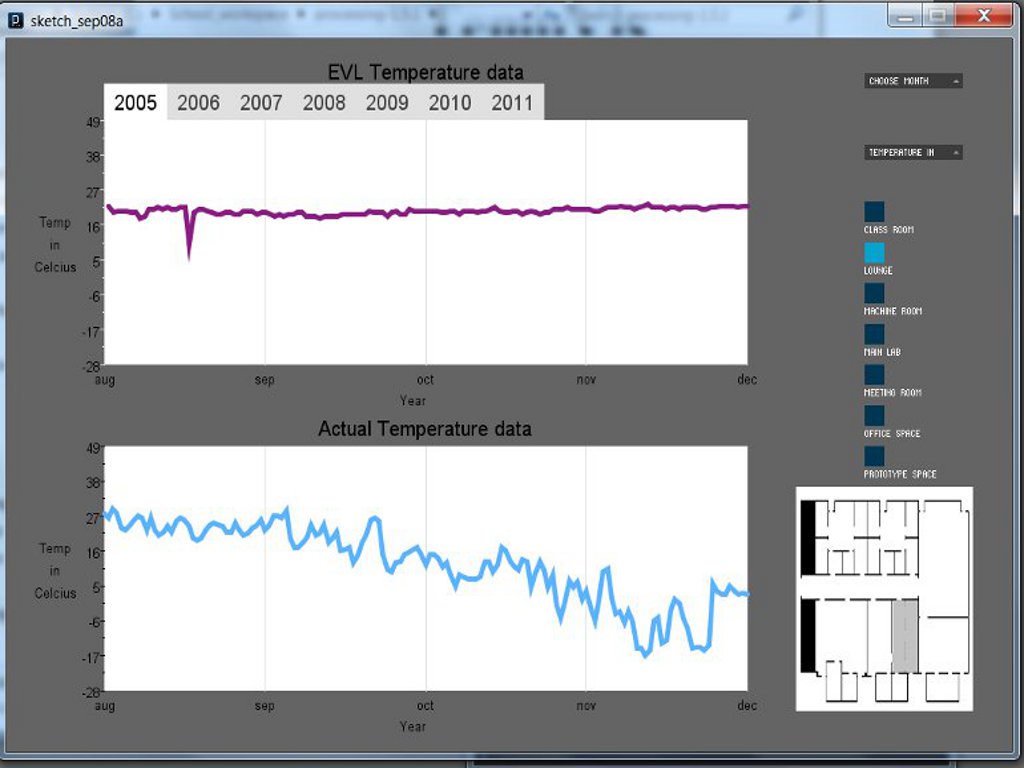 sketch_sep08a
EVL Temperature data
2005 2006 2007 2008 2009 2010 2011
49
38
27
16
5
-6
-17
-28
Temp
in
Celcius
aug sep oct nov dec
Year
Actual Temperature data
49
38
27
16
5
-6
-17
-28
Temp
in
Celcius
aug sep oct nov dec
Year
CHOOSE MONTH
TEMPERATURE IN
CLASS ROOM
LOUNGE
MACHINE ROOM
MAIN LAB
MEETING ROOM
OFFICE SPACE
PROTOTYPE SPACE